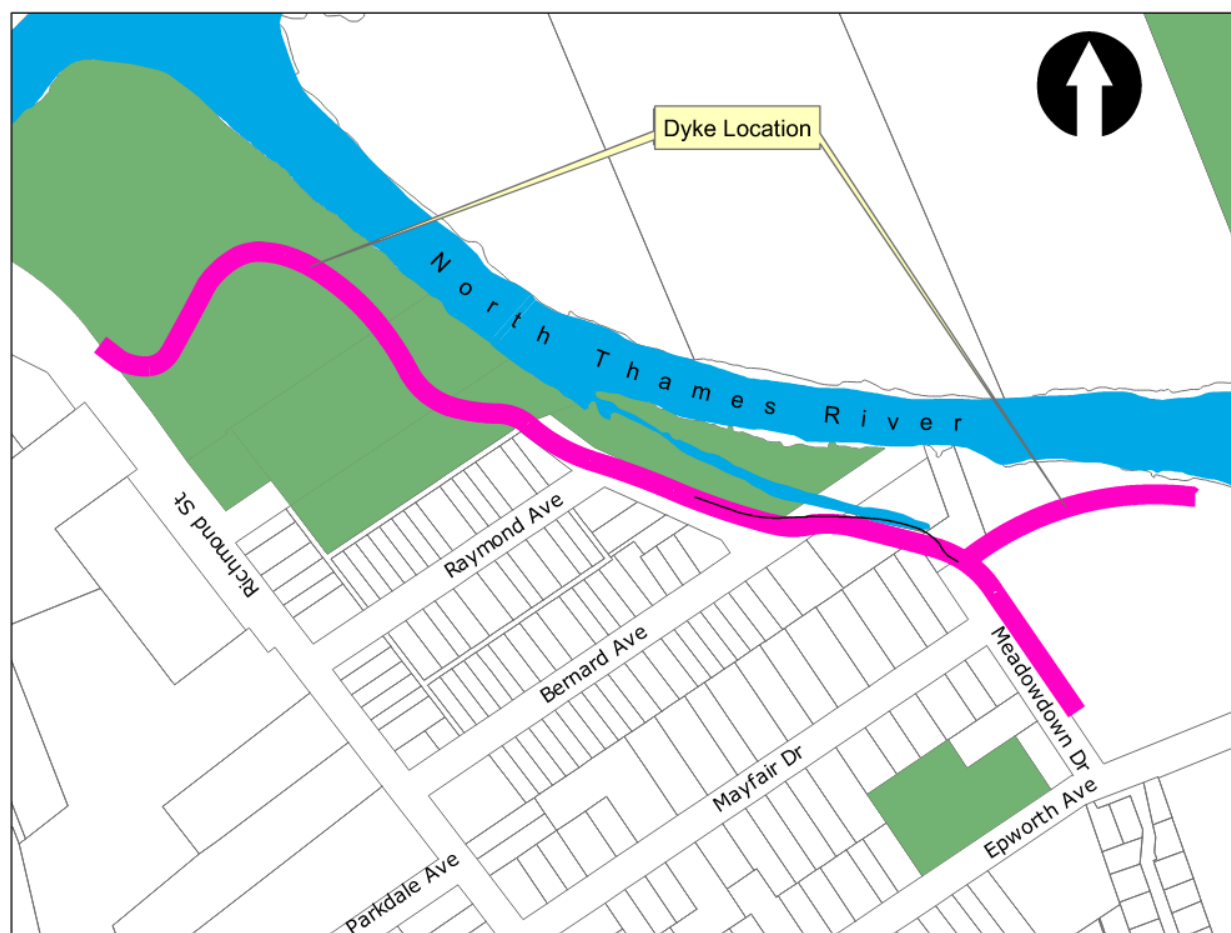 Dyke Location
North Thames River
Richmond St
Raymond Ave
Bernard Ave
Meadowdown Dr
Mayfair Dr
Epworth Ave
Parkdale Ave